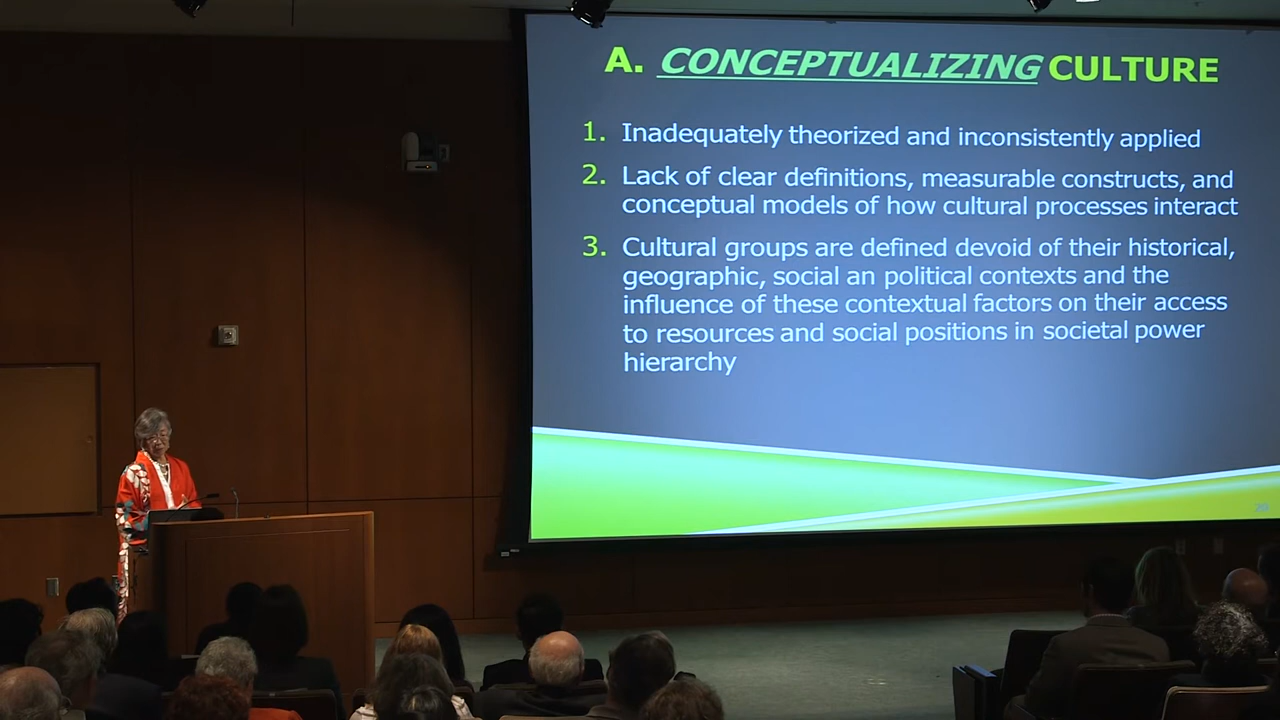 A. CONCEPTUALIZING CULTURE
1. Inadequately theorized and inconsistently applied
2. Lack of clear definitions, measurable constructs, and
conceptual models of how cultural processes interact
3. Cultural groups are defined devoid of their historical,
geographic, social an political contexts and the
influence of these contextual factors on their access
to resources and social positions in societal power
hierarchy
20